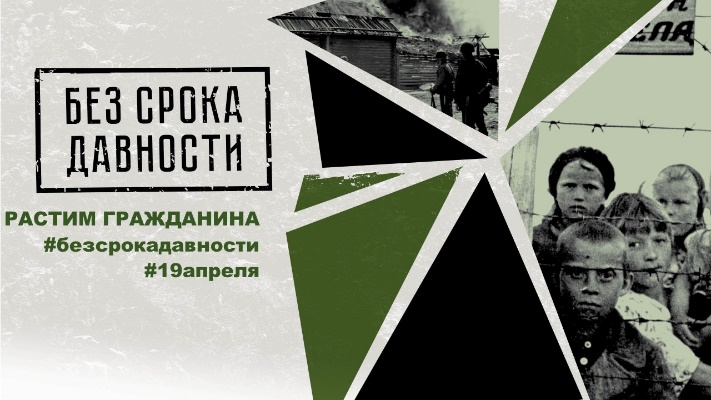 БЕЗ СРОКА
ДАВНОСТИ
РАСТИМ ГРАЖДАНИНА
#безсрокадавности
#19апреля